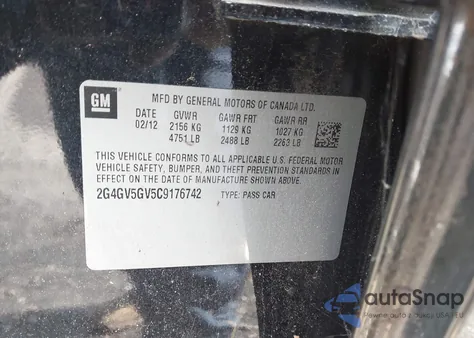 GM
MFD BY GENERAL MOTORS OF CANADA LTD.
DATE GVWR GAWR FRT GAWR RR
02/12 2156 KG 1129 KG 1027 KG
4751 LB 2488 LB 2263 LB
THIS VEHICLE CONFORMS TO ALL APPLICABLE U.S. FEDERAL MOTOR
VEHICLE SAFETY, BUMPER, AND THEFT PREVENTION STANDARDS IN
EFFECT ON THE DATE OF MANUFACTURE SHOWN ABOVE.
2G4GV5GV5C9176742 TYPE: PASS CAR
autoSnap